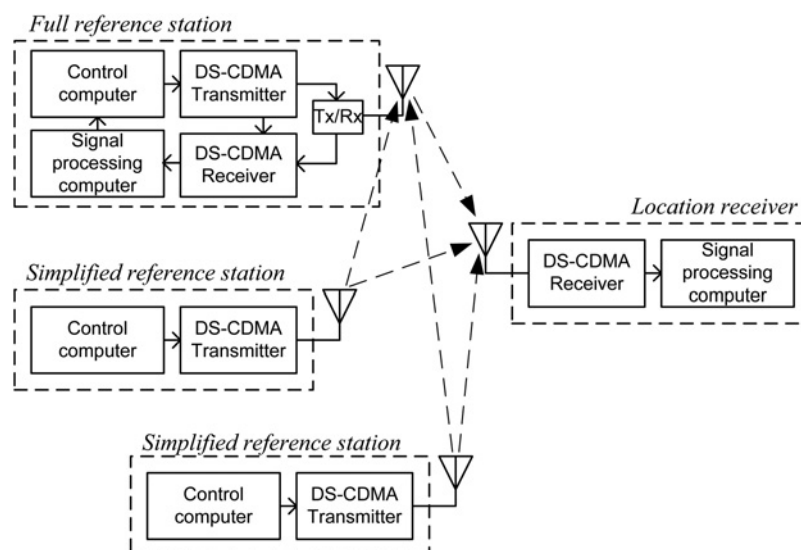 Full reference station
Control
computer
DS-CDMA
Transmitter
Tx/Rx
Signal
processing
computer
DS-CDMA
Receiver
Location receiver
DS-CDMA
Receiver
Signal
processing
computer
Simplified reference station
Control
computer
DS-CDMA
Transmitter
Simplified reference station
Control
computer
DS-CDMA
Transmitter